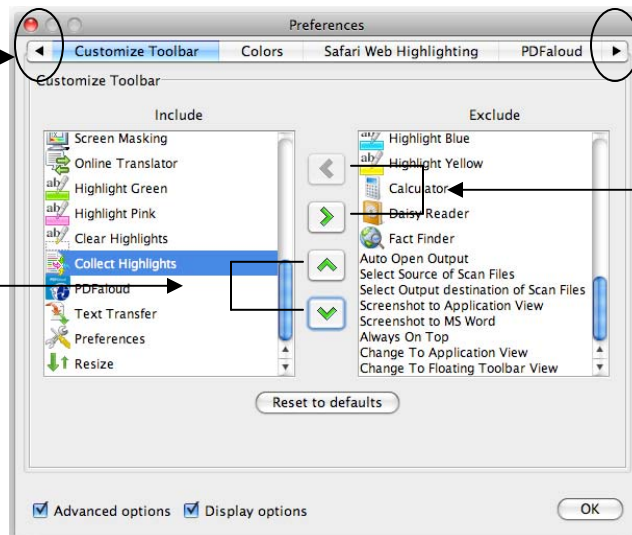 Preferences
Customize Toolbar Colors Safari Web Highlighting PDFaloud
Customize Toolbar
Include
Screen Masking
Online Translator
Highlight Green
Highlight Pink
Clear Highlights
Collect Highlights
PDFaloud
Text Transfer
Preferences
Resize
Exclude
Highlight Blue
Highlight Yellow
Calculator
Daisy Reader
Fact Finder
Auto Open Output
Select Source of Scan Files
Select Output destination of Scan Files
Screenshot to Application View
Screenshot to MS Word
Always On Top
Change To Application View
Change To Floating Toolbar View
Reset to defaults
Advanced options Display options OK